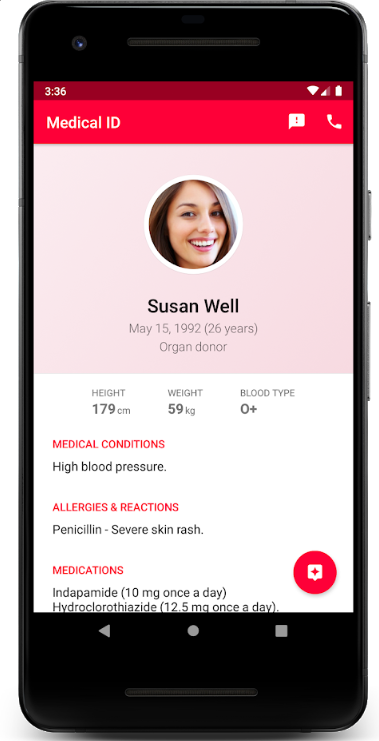 3:36
Medical ID
Susan Well
May 15, 1992 (26 years)
Organ donor
HEIGHT WEIGHT BLOOD TYPE
179 cm 59 kg O+
MEDICAL CONDITIONS
High blood pressure.
ALLERGIES & REACTIONS
Penicillin - Severe skin rash.
MEDICATIONS
Indapamide (10 mg once a day)
Hydroclorothiazide (12.5 mg once a day).